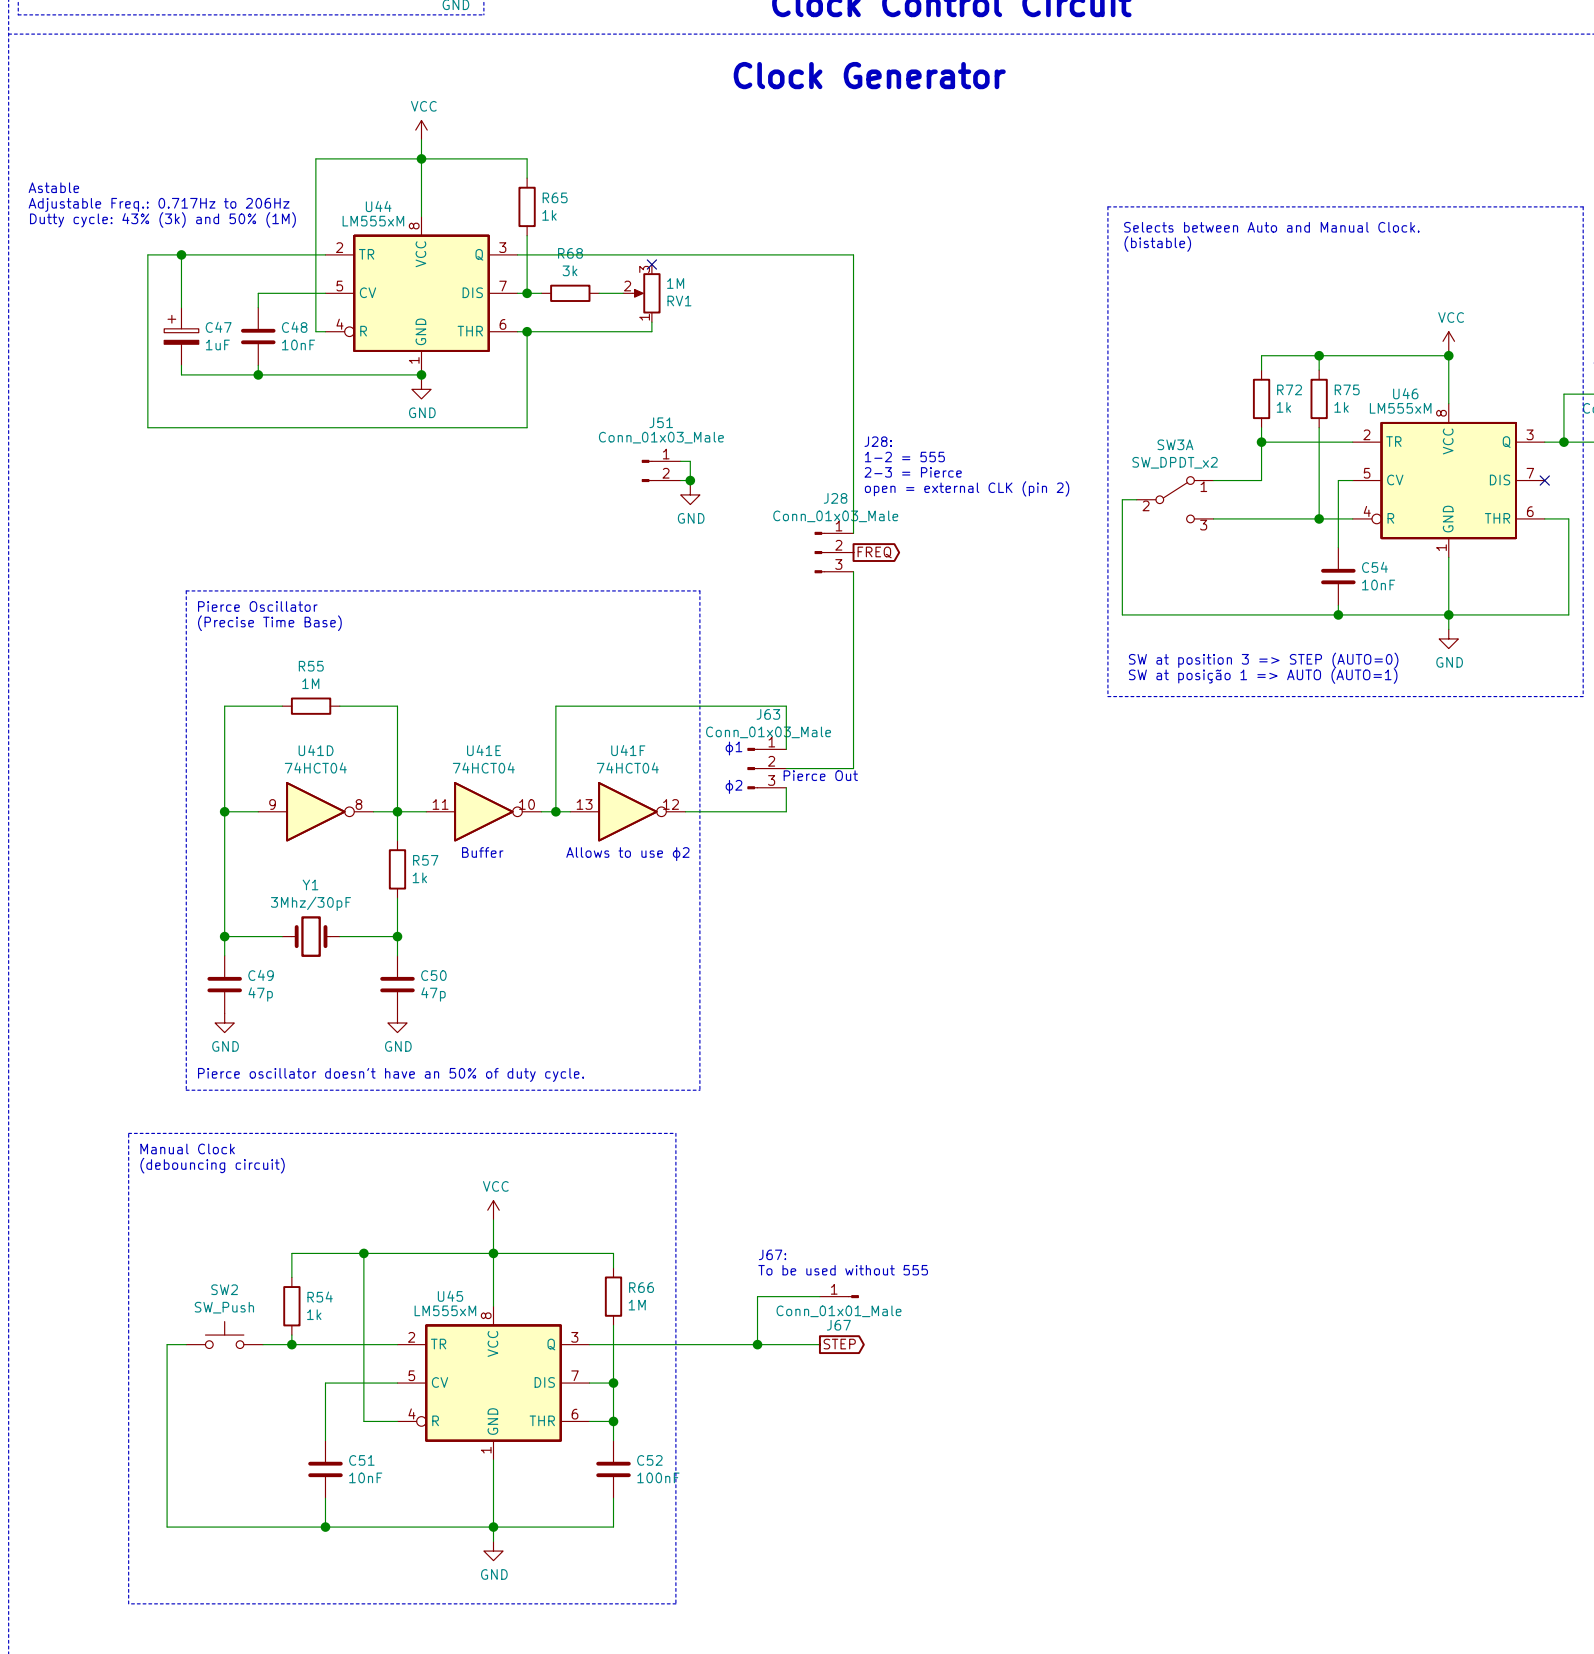 GND
Clock Control Circuit
Clock Generator
VCC
Astable
Adjustable Freq.: 0.717Hz to 206Hz
Dutty cycle: 43% (3k) and 50% (1M)
U44
LM555xM
8
VCC
R65
1k
2
TR
Q
3
R68
3k
5
CV
DIS
7
2
3
1
1M
RV1
4
R
GND
THR
6
1
C47
1uF
C48
10nF
GND
J51
Conn_01x03_Male
1
2
GND
J28:
1-2 = 555
2-3 = Pierce
open = external CLK (pin 2)
J28
Conn_01x03_Male
1
2
FREQ
3
Selects between Auto and Manual Clock.
(bistable)
VCC
R72
1k
R75
1k
U46
LM555xM
8
VCC
2
TR
Q
3
5
CV
DIS
7
4
R
GND
THR
6
1
SW3A
SW_DPDT_x2
1
2
3
C54
10nF
GND
SW at position 3 => STEP (AUTO=0)
SW at posição 1 => AUTO (AUTO=1)
Pierce Oscillator
(Precise Time Base)
R55
1M
U41D
74HCT04
9
8
U41E
74HCT04
11
10
Buffer
U41F
74HCT04
13
12
Allows to use ϕ2
J63
Conn_01x03_Male
ϕ1
1
2
Pierce Out
ϕ2
3
R57
1k
Y1
3Mhz/30pF
C49
47p
C50
47p
GND
GND
Pierce oscillator doesn't have an 50% of duty cycle.
Manual Clock
(debouncing circuit)
VCC
SW2
SW_Push
R54
1k
U45
LM555xM
8
VCC
R66
1M
2
TR
Q
3
5
CV
DIS
7
4
R
GND
THR
6
1
C51
10nF
C52
100nF
GND
J67:
To be used without 555
1
Conn_01x01_Male
J67
STEP